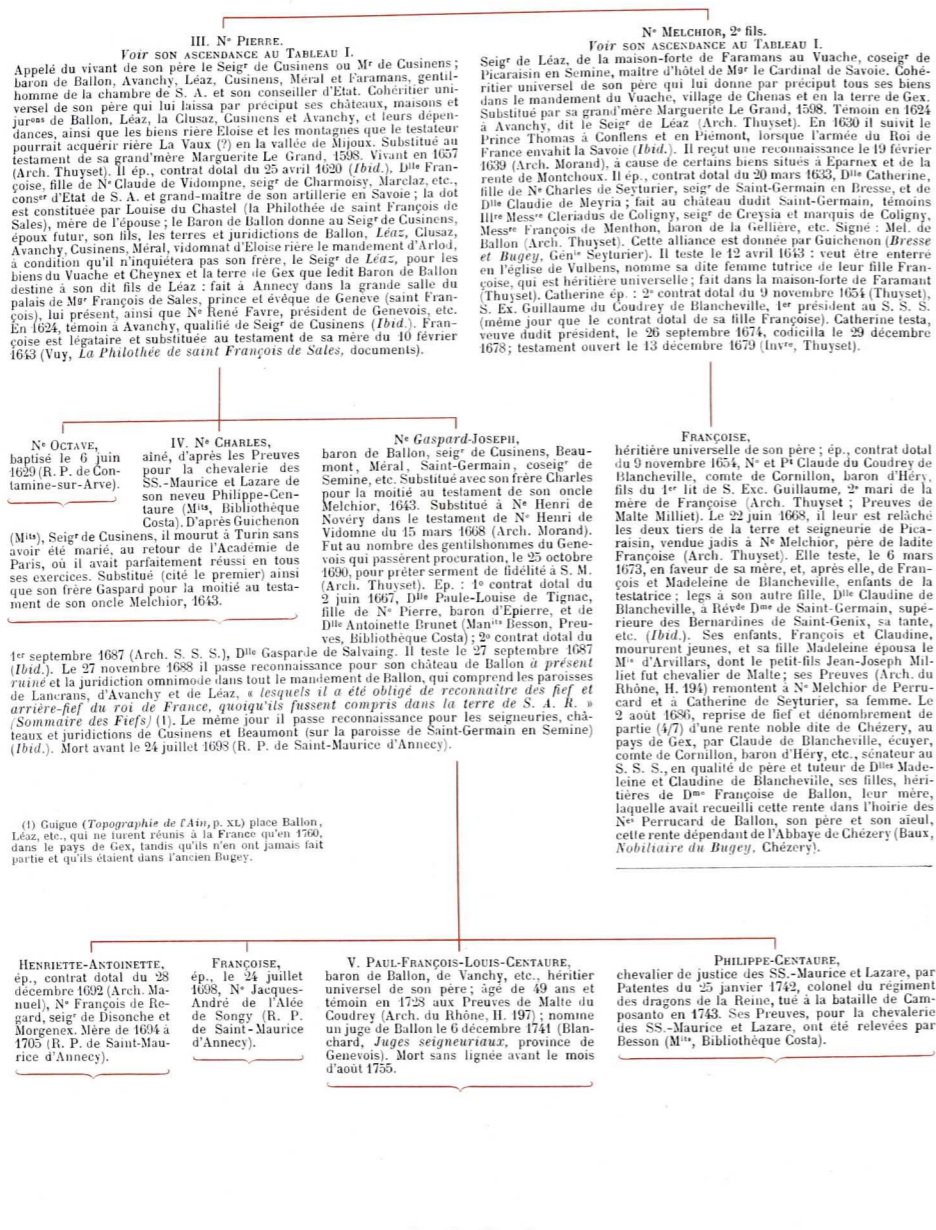 III. Ne PIERRE.
Voir SON ASCENDANCE AU TABLEAU I.
Appelé du vivant de son père le Seigr de Cusinens ou Mr de Cusinens ;
baron de Ballon, Avanchy, Léaz, Cusinens, Méral et Faramans, gentil-
homme de la chambre de S. A. et son conseiller d'Etat. Cohéritier uni-
versel de son père qui lui laissa par préciput ses châteaux, maisons et
jurons de Ballon, Léaz, la Clusaz, Cusinens et Avanchy, et leurs dépen-
dances, ainsi que les biens rière Eloise et les montagnes que le testateur
pourrait acquérir rière La Vaux (?) en la vallée de Mijoux. Substitué au
testament de sa grand'mère Marguerite Le Grand, 1598. Vivant en 1657
(Arch. Thuyset). Il ép., contrat dotal du 25 avril 1620 (Ibid.), Dlle Fran-
çoise, fille de Ne Claude de Vidompne, seigr de Charmoisy, Marclaz, etc.,
conser d'Etat de S. A. et grand-maître de son artillerie en Savoie ; la dot
est constituée par Louise du Chastel (la Philothée de saint François de
Sales), mère de l'épouse ; le Baron de Ballon donne au Seigr de Cusinens,
époux futur, son fils, les terres et juridictions de Ballon, Léaz, Clusaz,
Avanchy, Cusinens, Méral, vidomnat d'Eloise rière le mandement d'Arlod,
à condition qu'il n'inquiétera pas son frère, le Seigr de Léaz, pour les
biens du Vuache et Cheynex et la terre de Gex que ledit Baron de Ballon
destine à son dit fils de Léaz : fait à Annecy dans la grande salle du
palais de Mgr François de Sales, prince et évêque de Geneve (saint Fran-
çois), lui présent, ainsi que Ne René Favre, président de Genevois, etc.
En 1624, témoin à Avanchy, qualifié de Seigr de Cusinens (Ibid.). Fran-
çoise est légataire et substituée au testament de sa mère du 10 février
1643 (Vuy, La Philothée de saint François de Sales, documents).
Ne MELCHIOR, 2e fils.
Voir SON ASCENDANCE AU TABLEAU I.
Seigr de Léaz, de la maison-forte de Faramans au Vuache, coseigr de
Picaraisin en Semine, maître d'hôtel de Mgr le Cardinal de Savoie. Cohé-
ritier universel de son père qui lui donne par préciput tous ses biens
dans le mandement du Vuache, village de Chenas et en la terre de Gex.
Substitué par sa grand'mère Marguerite Le Grand, 1598. Témoin en 1624
à Avanchy, dit le Seigr de Léaz (Arch. Thuyset). En 1630 il suivit le
Prince Thomas à Conflens et en Piémont, lorsque l'armée du Roi de
France envahit la Savoie (Ibid.). Il reçut une reconnaissance le 19 février
1639 (Arch. Morand), à cause de certains biens situés à Eparnex et de la
rente de Montchoux. Il ép., contrat dotal du 20 mars 1633, Dlle Catherine,
fille de Ne Charles de Seyturier, seigr de Saint-Germain en Bresse, et de
Dlle Claudie de Meyria ; fait au château dudit Saint-Germain, témoins
Illre Messre Cleriadus de Coligny, seigr de Creysia et marquis de Coligny,
Messre François de Menthon, baron de la Gellière, etc. Signé : Mel. de
Ballon (Arch. Thuyset). Cette alliance est donnée par Guichenon (Bresse
et Bugey, Génie Seyturier). Il teste le 12 avril 1643 : veut être enterré
en l'église de Vulbens, nomme sa dite femme tutrice de leur fille Fran-
çoise, qui est héritière universelle ; fait dans la maison-forte de Faramant
(Thuyset). Catherine ép. : 2e contrat dotal du 9 novembre 1654 (Thuyset),
S. Ex. Guillaume du Coudrey de Blancheville, 1er président au S. S. S.
(même jour que le contrat dotal de sa fille Françoise). Catherine testa,
veuve dudit président, le 26 septembre 1674, codicilla le 29 décembre
1678 ; testament ouvert le 13 décembre 1679 (Invre, Thuyset).
Ne OCTAVE,
baptisé le 6 juin
1629 (R. P. de Con-
tamine-sur-Arve).
IV. Ne CHARLES,
aîné, d'après les Preuves
pour la chevalerie des
SS.-Maurice et Lazare de
son neveu Philippe-Cen-
taure (Mits, Bibliothèque
Costa). D'après Guichenon
(Mits), Seigr de Cusinens, il mourut à Turin sans
avoir été marié, au retour de l'Académie de
Paris, où il avait parfaitement réussi en tous
ses exercices. Substitué (cité le premier) ainsi
que son frère Gaspard pour la moitié au testa-
ment de son oncle Melchior, 1643.
Ne Gaspard-JOSEPH,
baron de Ballon, seigr de Cusinens, Beau-
mont, Méral, Saint-Germain, coseigr de
Semine, etc. Substitué avec son frère Charles
pour la moitié au testament de son oncle
Melchior, 1643. Substitué à Ne Henri de
Novéry dans le testament de Ne Henri de
Vidomne du 15 mars 1668 (Arch. Morand).
Fut au nombre des gentilshommes du Gene-
vois qui passèrent procuration, le 25 octobre
1690, pour prêter serment de fidélité à S. M.
(Arch. Thuyset). Ep. : 1o contrat dotal du
2 juin 1667, Dlle Paule-Louise de Tignac,
fille de Ne Pierre, baron d'Epierre, et de
Dlle Antoinette Brunet (Manits Besson, Preu-
ves, Bibliothèque Costa) ; 2o contrat dotal du
1er septembre 1687 (Arch. S. S. S.), Dlle Gasparde de Salvaing. Il teste le 27 septembre 1687
(Ibid.). Le 27 novembre 1688 il passe reconnaissance pour son château de Ballon à présent
ruiné et la juridiction omnimode dans tout le mandement de Ballon, qui comprend les paroisses
de Lancrans, d'Avanchy et de Léaz, « lesquels il a été obligé de reconnaître des fief et
arrière-fief du roi de France, quoiqu'ils fussent compris dans la terre de S. A. R. »
(Sommaire des Fiefs) (1). Le même jour il passe reconnaissance pour les seigneuries, châ-
teaux et juridictions de Cusinens et Beaumont (sur la paroisse de Saint-Germain en Semine)
(Ibid.). Mort avant le 24 juillet 1698 (R. P. de Saint-Maurice d'Annecy).
FRANÇOISE,
héritière universelle de son père ; ép., contrat dotal
du 9 novembre 1654, Ne et Pt Claude du Coudrey de
Blancheville, comte de Cornillon, baron d'Héry,
fils du 1er lit de S. Exc. Guillaume, 2e mari de la
mère de Françoise (Arch. Thuyset ; Preuves de
Malte Milliet). Le 22 juin 1668, il leur est relâché
les deux tiers de la terre et seigneurie de Pica-
raisin, vendue jadis à Ne Melchior, père de ladite
Françoise (Arch. Thuyset). Elle teste, le 6 mars
1673, en faveur de sa mère, et, après elle, de Fran-
çois et Madeleine de Blancheville, enfants de la
testatrice ; legs à son autre fille, Dlle Claudine de
Blancheville, à Révde Dme de Saint-Germain, supé-
rieure des Bernardines de Saint-Genix, sa tante,
etc. (Ibid.). Ses enfants, François et Claudine,
moururent jeunes, et sa fille Madeleine épousa le
Mis d'Arvillars, dont le petit-fils Jean-Joseph Mil-
liet fut chevalier de Malte ; ses Preuves (Arch. du
Rhône, H. 194) remontent à Ne Melchior de Perru-
card et à Catherine de Seyturier, sa femme. Le
2 août 1686, reprise de fief et dénombrement de
partie (4/7) d'une rente noble dite de Chézery, au
pays de Gex, par Claude de Blancheville, écuyer,
comte de Cornillon, baron d'Héry, etc., sénateur au
S. S. S., en qualité de père et tuteur de Dlles Made-
leine et Claudine de Blancheville, ses filles, héri-
tières de Dme Françoise de Ballon, leur mère,
laquelle avait recueilli cette rente dans l'hoirie des
Nes Perrucard de Ballon, son père et son aïeul,
cette rente dépendant de l'Abbaye de Chézery (Baux,
Nobiliaire du Bugey, Chézery).
(1) Guigue (Topographie de l'Ain, p. XL) place Ballon,
Léaz, etc., qui ne furent réunis à la France qu'en 1760,
dans le pays de Gex, tandis qu'ils n'en ont jamais fait
partie et qu'ils étaient dans l'ancien Bugey.
HENRIETTE-ANTOINETTE,
ép., contrat dotal du 28
décembre 1692 (Arch. Ma-
nuel), Ne François de Re-
gard, seigr de Disonche et
Morgenex. Mère de 1694 à
1705 (R. P. de Saint-Mau-
rice d'Annecy).
FRANÇOISE,
ép., le 24 juillet
1698, Ne Jacques-
André de l'Alée
de Songy (R. P.
de Saint-Maurice
d'Annecy).
V. PAUL-FRANÇOIS-LOUIS-CENTAURE,
baron de Ballon, de Vanchy, etc., héritier
universel de son père ; âgé de 49 ans et
témoin en 1728 aux Preuves de Malte du
Coudrey (Arch. du Rhône, H. 197) ; nomine
un juge de Ballon le 6 décembre 1741 (Blan-
chard, Juges seigneuriaux, province de
Genevois). Mort sans lignée avant le mois
d'août 1755.
PHILIPPE-CENTAURE,
chevalier de justice des SS.-Maurice et Lazare, par
Patentes du 25 janvier 1742, colonel du régiment
des dragons de la Reine, tué à la bataille de Cam-
posanto en 1743. Ses Preuves, pour la chevalerie
des SS.-Maurice et Lazare, ont été relevées par
Besson (Mits, Bibliothèque Costa).